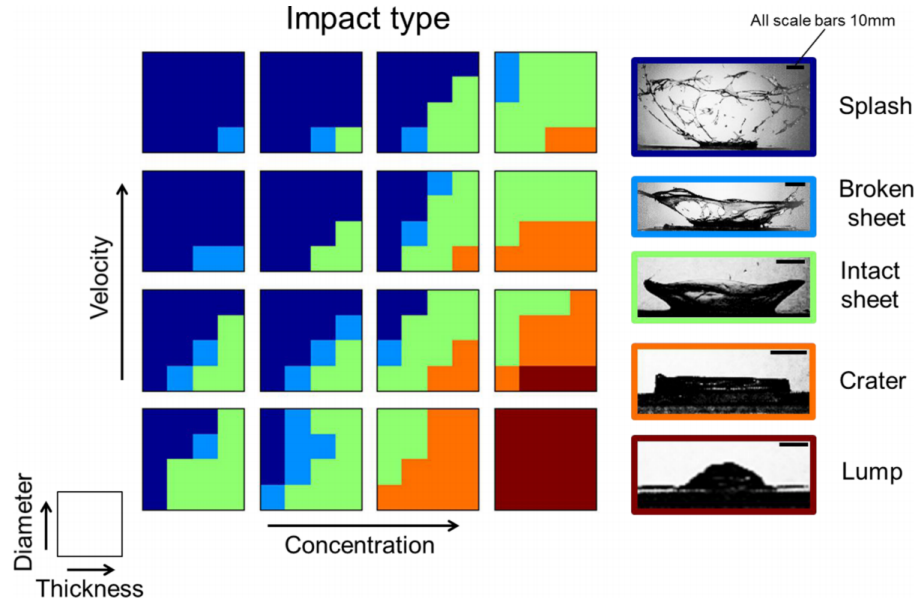 Impact type
All scale bars 10mm
Splash
Broken
sheet
Intact
sheet
Crater
Lump
Velocity
Concentration
Diameter
Thickness